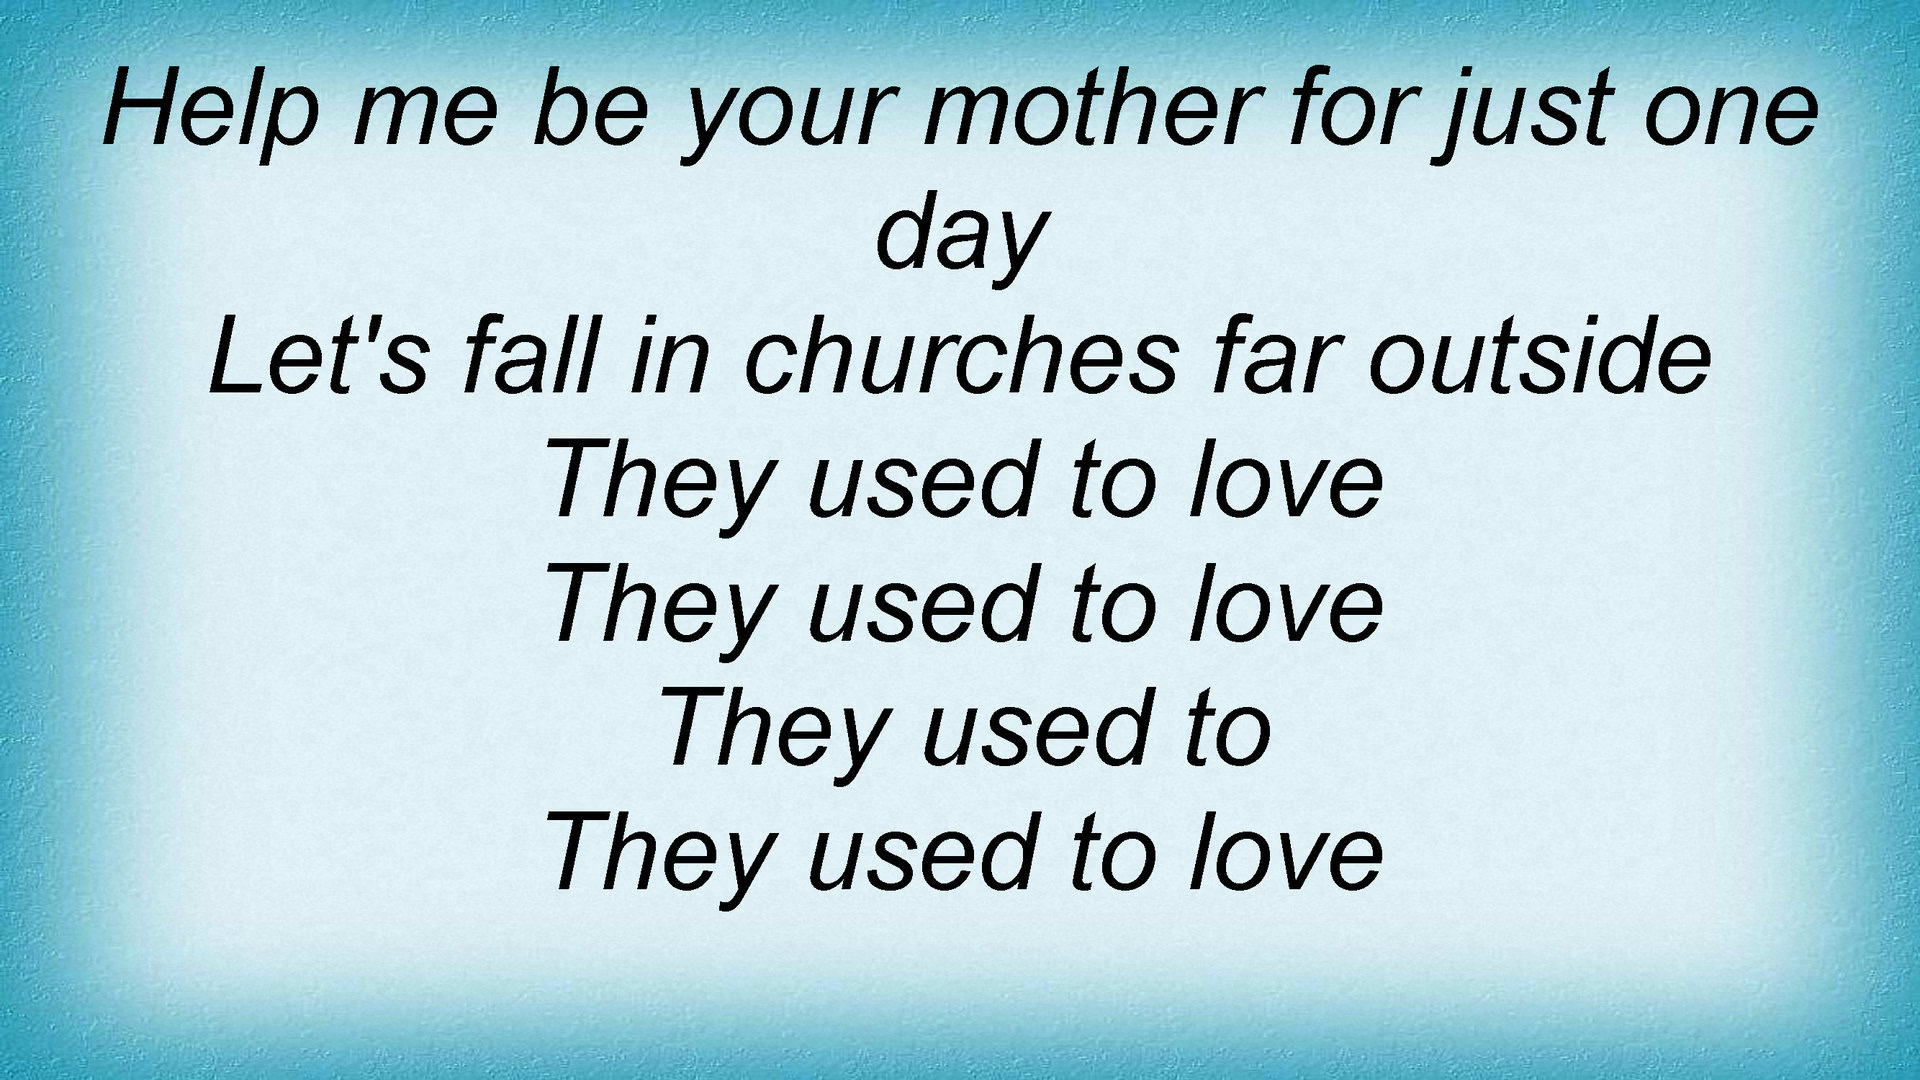 Help me be your mother for just one
day
Let's fall in churches far outside
They used to love
They used to love
They used to
They used to love